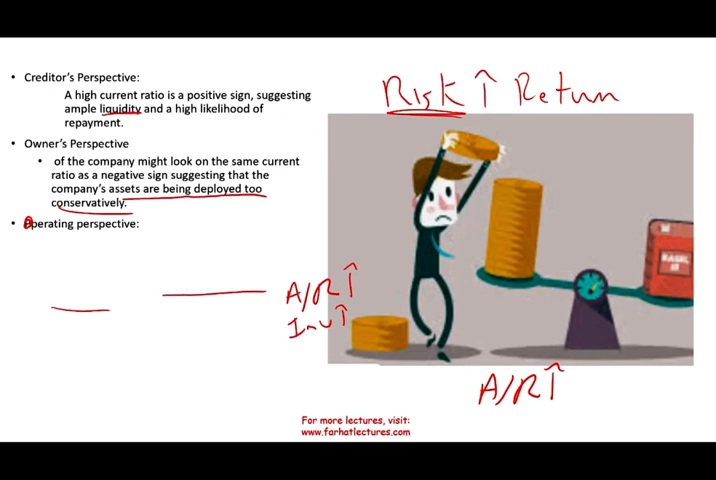 • Creditor's Perspective:
A high current ratio is a positive sign, suggesting
ample liquidity and a high likelihood of
repayment.
• Owner's Perspective
• of the company might look on the same current
ratio as a negative sign suggesting that the
company's assets are being deployed too
conservatively.
• Operating perspective:
Risk ↑ Return
BASEL
III
A/R ↑
Inv ↑
A/R ↑
For more lectures, visit:
www.farhatlectures.com